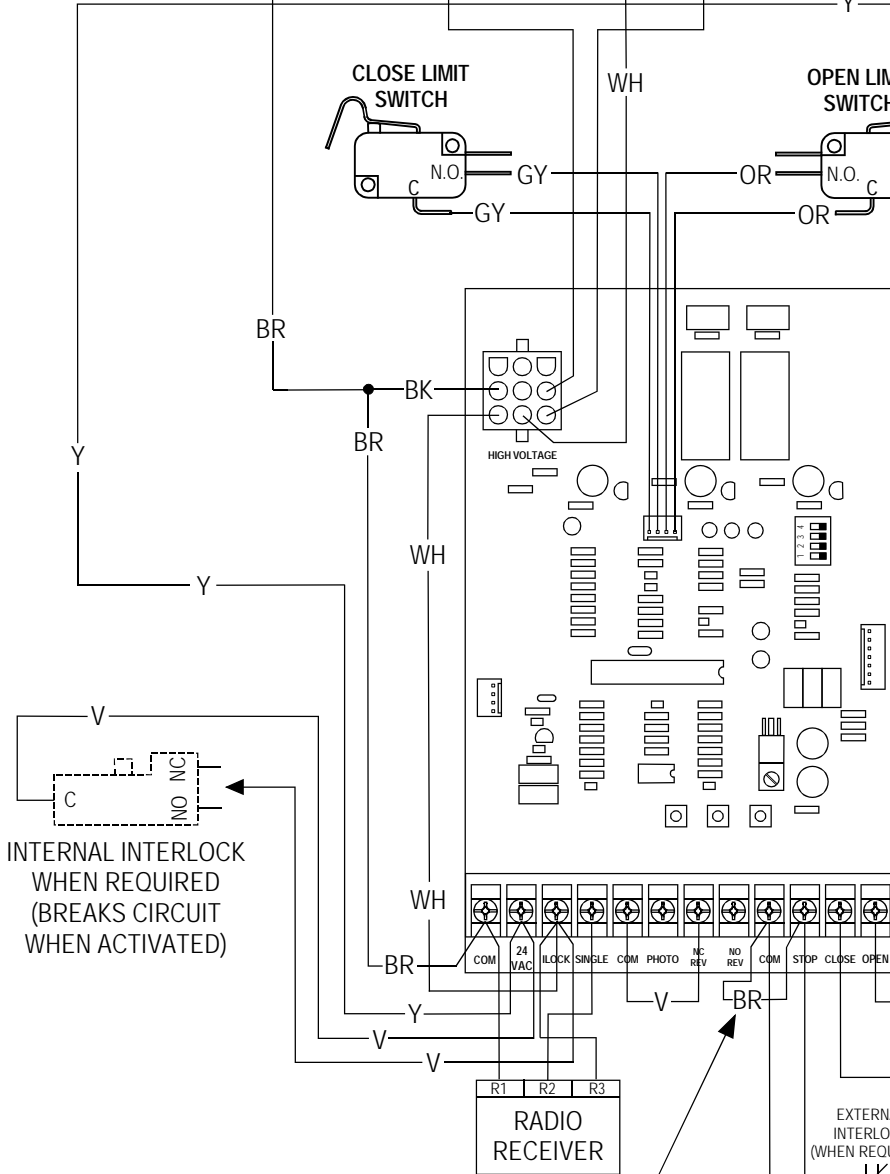 Y
CLOSE LIMIT
SWITCH
WH
OPEN LIM
SWITCH
N.O.
C
GY
GY
OR
OR
N.O.
C
BR
BK
BR
HIGH VOLTAGE
Y
WH
1 2 3 4
Y
V
C
NO NC
INTERNAL INTERLOCK
WHEN REQUIRED
(BREAKS CIRCUIT
WHEN ACTIVATED)
WH
COM
24
VAC
ILOCK
SINGLE
COM
PHOTO
NC
REV
NO
REV
COM
STOP
CLOSE
OPEN
BR
V
BR
Y
V
V
R1
R2
R3
RADIO
RECEIVER
EXTERNA
INTERLO
(WHEN REQU